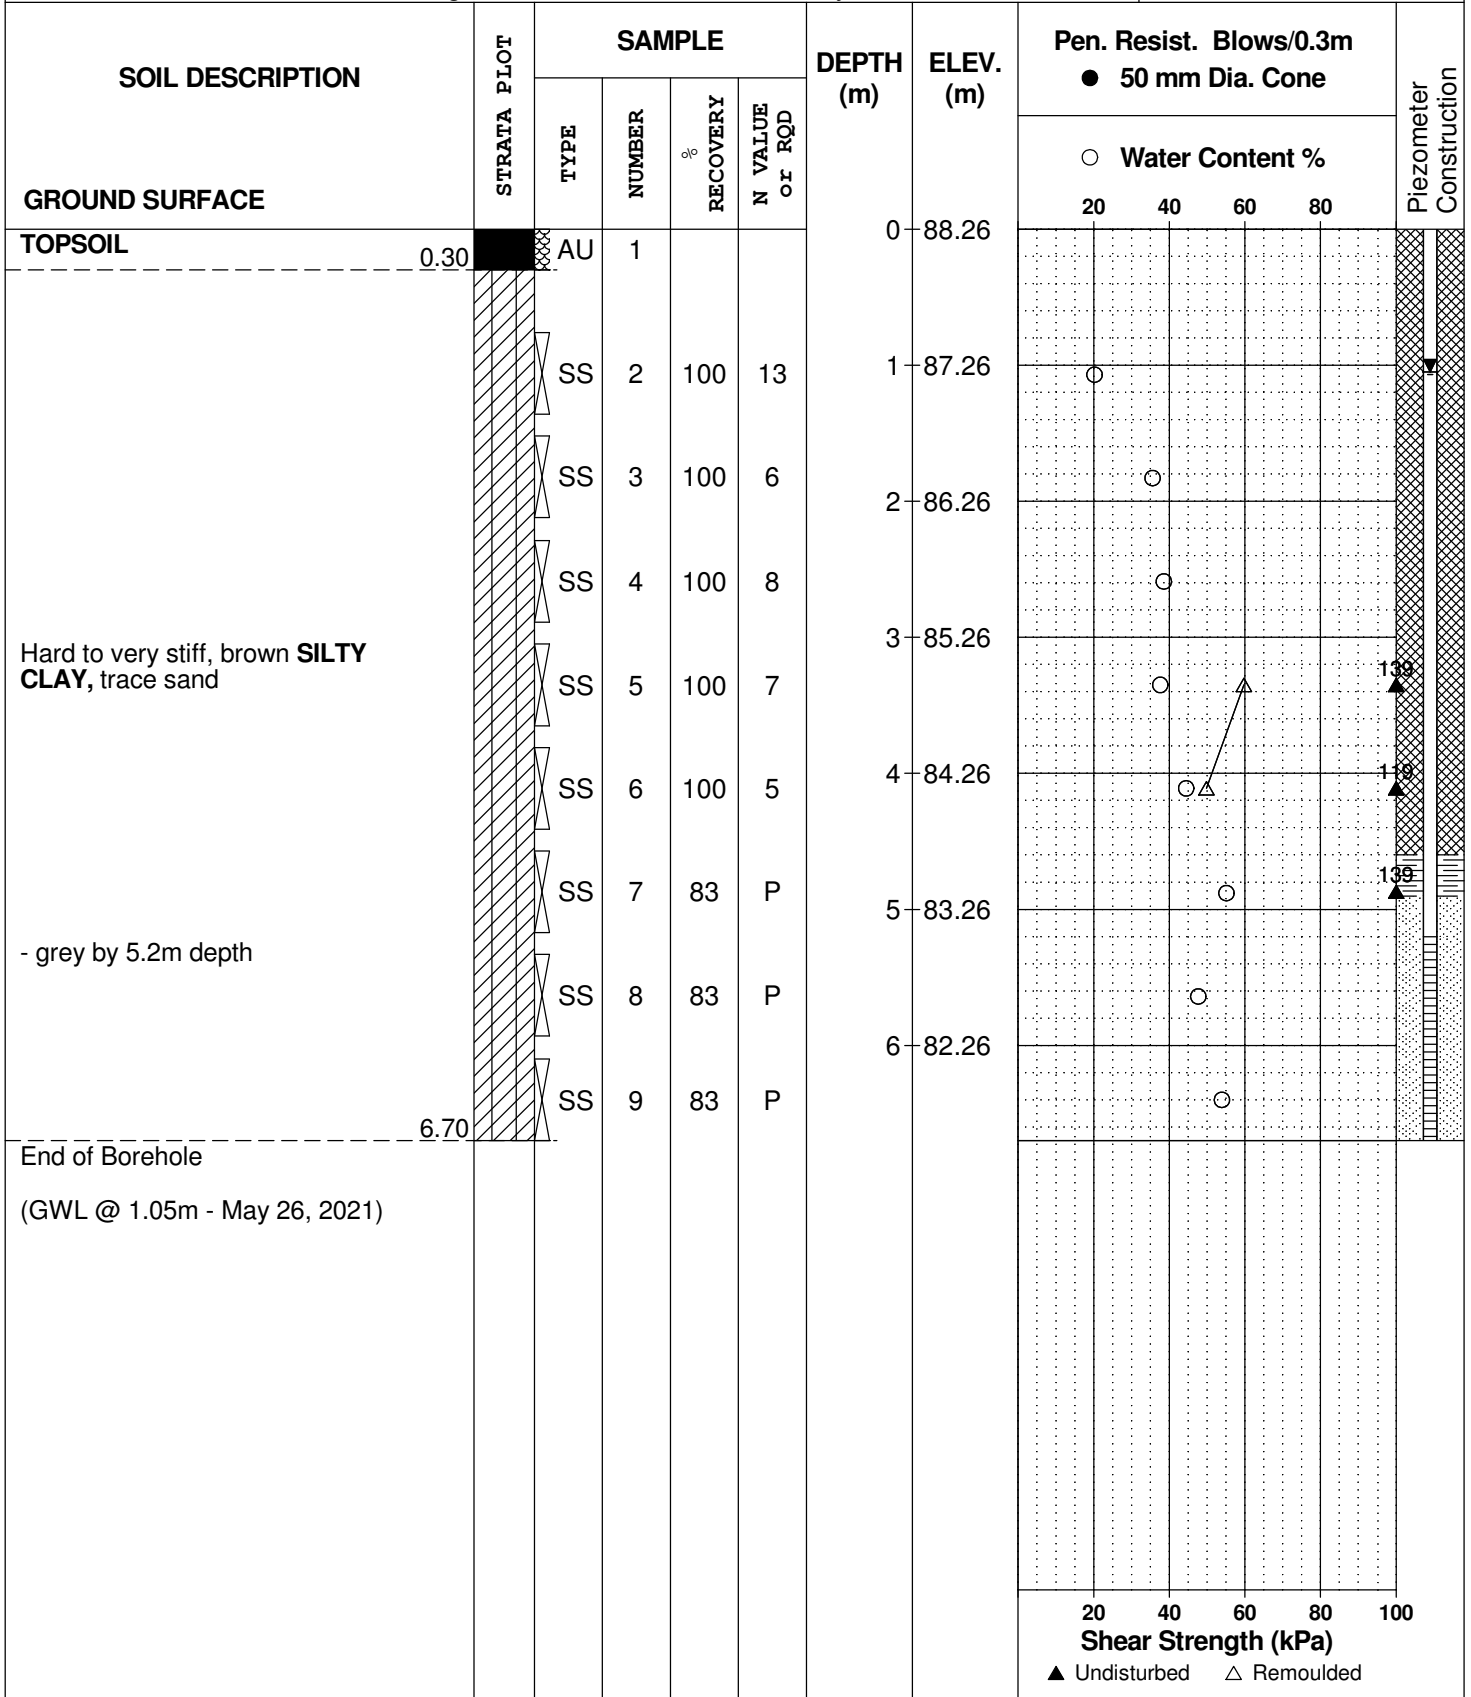 SOIL DESCRIPTION
GROUND SURFACE
STRATA PLOT
SAMPLE
TYPE
NUMBER
% RECOVERY
N VALUE or RQD
DEPTH (m)
ELEV. (m)
Pen. Resist. Blows/0.3m
● 50 mm Dia. Cone
○ Water Content %
20 40 60 80
Piezometer Construction
TOPSOIL
0.30
AU 1
0 88.26
SS 2 100 13
1 87.26
SS 3 100 6
2 86.26
SS 4 100 8
3 85.26
Hard to very stiff, brown SILTY
CLAY, trace sand
SS 5 100 7
139
4 84.26
SS 6 100 5
119
SS 7 83 P
139
5 83.26
- grey by 5.2m depth
SS 8 83 P
6 82.26
SS 9 83 P
6.70
End of Borehole
(GWL @ 1.05m - May 26, 2021)
20 40 60 80 100
Shear Strength (kPa)
▲ Undisturbed △ Remoulded